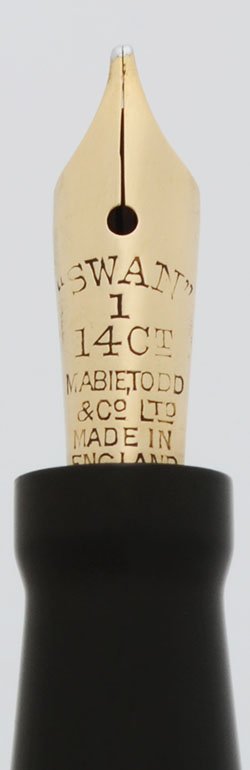 "SWAN"
1
14CT
MABIE, TODD
& CO LTD
MADE IN
ENGLAND